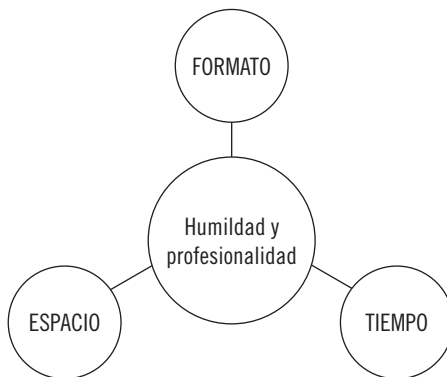 FORMATO
Humildad y
profesionalidad
ESPACIO
TIEMPO